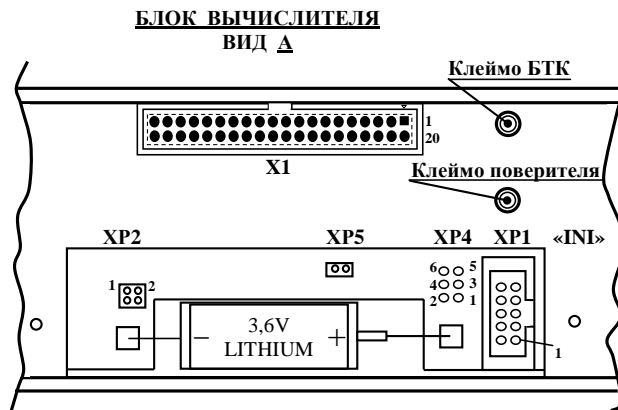 БЛОК ВЫЧИСЛИТЕЛЯ
ВИД А
Клеймо БТК
1
20
X1
Клеймо поверителя
XP2
XP5
XP4
XP1
«INI»
1
2
6
5
4
3
2
1
3,6V
LITHIUM
−
+
1